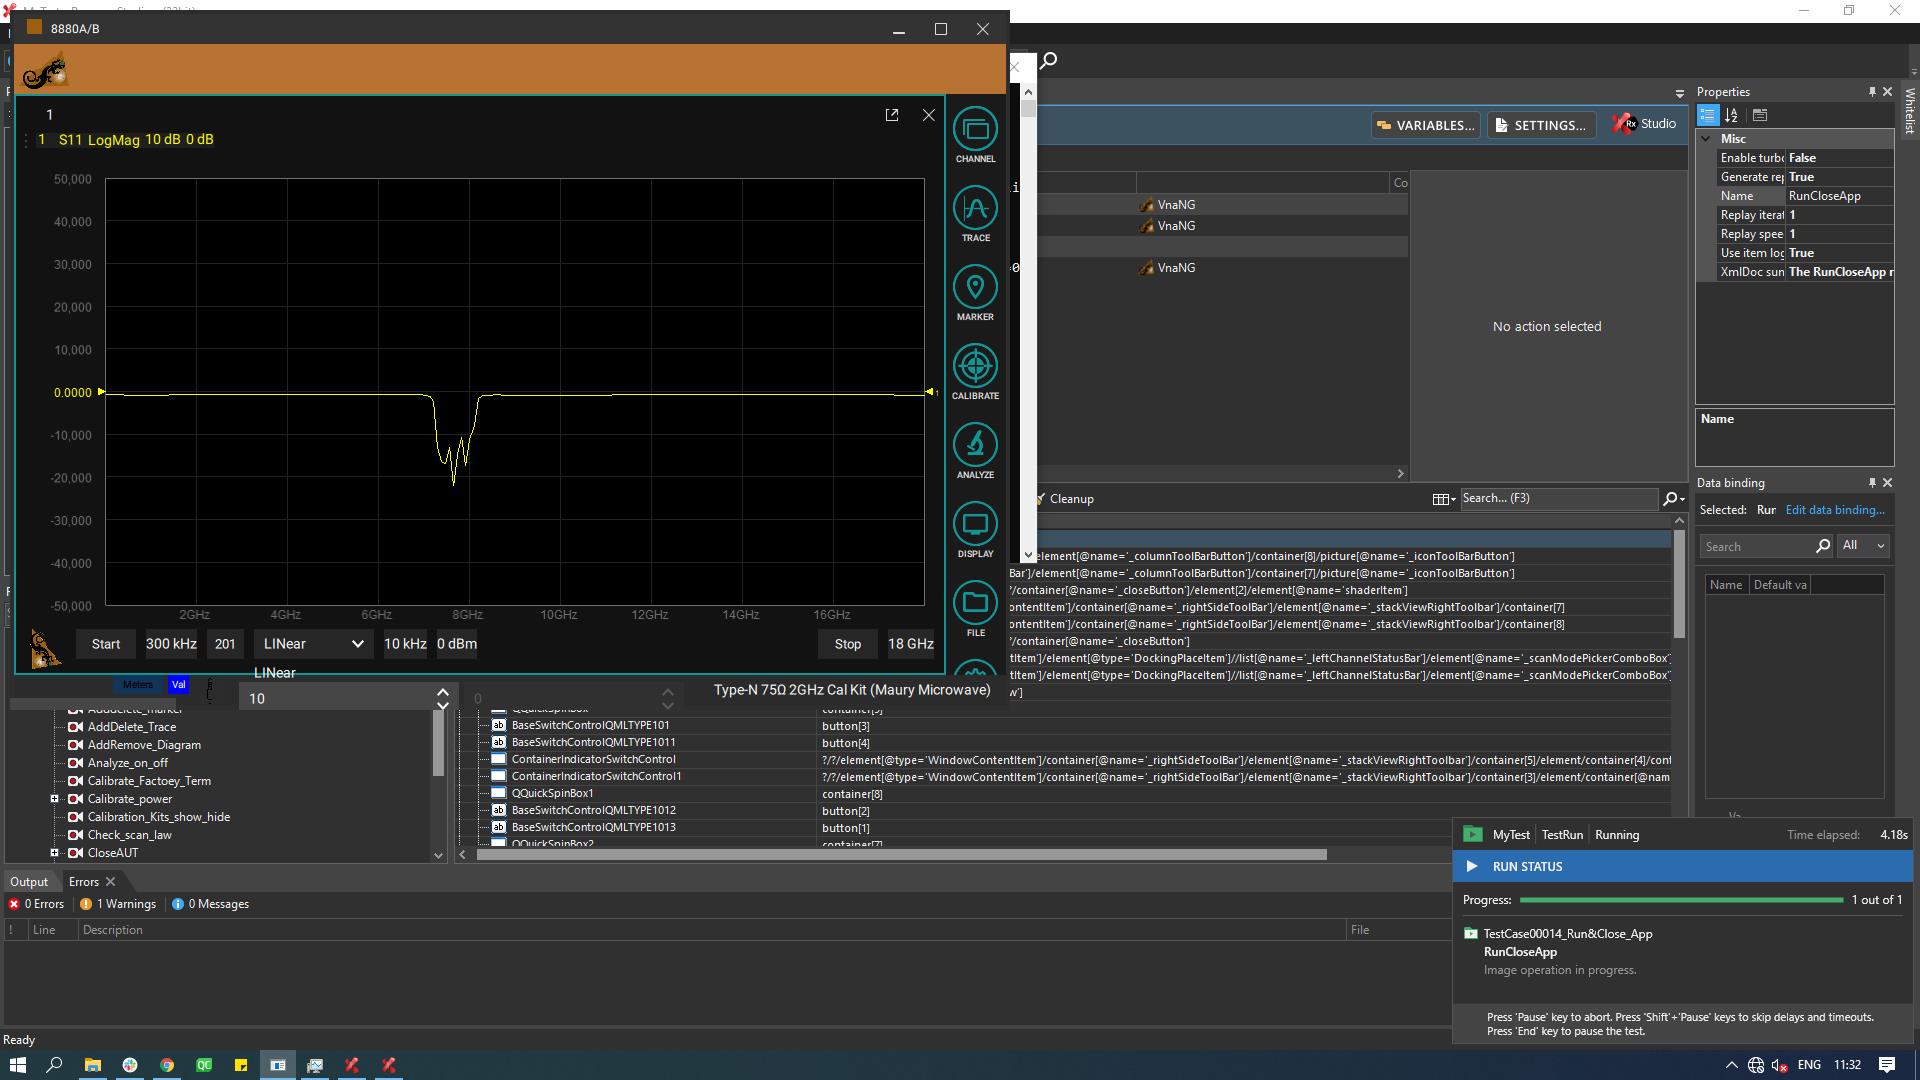 8880A/B
1
1 S11 LogMag 10 dB 0 dB
50,000
40,000
30,000
20,000
10,000
0.0000
-10,000
-20,000
-30,000
-40,000
-50,000
2GHz
4GHz
6GHz
8GHz
10GHz
12GHz
14GHz
16GHz
1
Start
300 kHz
201
LINear
10 kHz
0 dBm
Stop
18 GHz
LINear
Meters
Val
10
0
Type-N 75Ω 2GHz Cal Kit (Maury Microwave)
CHANNEL
TRACE
MARKER
CALIBRATE
ANALYZE
DISPLAY
FILE
VARIABLES...
SETTINGS...
Rx
Studio
Co
VnaNG
VnaNG
VnaNG
No action selected
Cleanup
Search... (F3)
element[@name='_columnToolBarButton']/container[8]/picture[@name='_iconToolBarButton']
Bar']/element[@name='_columnToolBarButton']/container[7]/picture[@name='_iconToolBarButton']
'/container[@name='_closeButton']/element[2]/element[@name='shaderItem']
ontentItem']/container[@name='_rightSideToolBar']/element[@name='_stackViewRightToolbar']/container[7]
ontentItem']/container[@name='_rightSideToolBar']/element[@name='_stackViewRightToolbar']/container[8]
'/container[@name='_closeButton']
tItem']/element[@type='DockingPlaceItem']//list[@name='_leftChannelStatusBar']/element[@name='_scanModePickerComboBox']
tItem']/element[@type='DockingPlaceItem']//list[@name='_leftChannelStatusBar']/element[@name='_scanModePickerComboBox']
w']
container[9]
BaseSwitchControlQMLTYPE101 button[3]
BaseSwitchControlQMLTYPE1011 button[4]
ContainerIndicatorSwitchControl ?/?/element[@type='WindowContentItem']/container[@name='_rightSideToolBar']/element[@name='_stackViewRightToolbar']/container[5]/element/container[4]/cont
ContainerIndicatorSwitchControl1 ?/?/element[@type='WindowContentItem']/container[@name='_rightSideToolBar']/element[@name='_stackViewRightToolbar']/container[3]/element/container[@nam
QQuickSpinBox1 container[8]
BaseSwitchControlQMLTYPE1012 button[2]
BaseSwitchControlQMLTYPE1013 button[1]
QQuickSpinBox2 container[7]
AddDelete_marker
AddDelete_Trace
AddRemove_Diagram
Analyze_on_off
Calibrate_Factoey_Term
Calibrate_power
Calibration_Kits_show_hide
Check_scan_law
CloseAUT
Properties
Misc
Enable turbo False
Generate rep True
Name RunCloseApp
Replay iterat 1
Replay spee 1
Use item log True
XmlDoc sun The RunCloseApp r
Name
Whitelist
Data binding
Selected: Run Edit data binding...
Search
All
Name Default va
MyTest TestRun Running Time elapsed: 4.18s
RUN STATUS
Progress: 1 out of 1
TestCase00014_Run&Close_App
RunCloseApp
Image operation in progress.
Press 'Pause' key to abort. Press 'Shift'+'Pause' keys to skip delays and timeouts.
Press 'End' key to pause the test.
Output Errors
0 Errors 1 Warnings 0 Messages
! Line Description File
Ready
QC
ENG 11:32